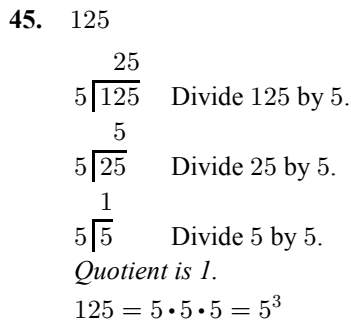 45. 125
25
5 125 Divide 125 by 5.
5
5 25 Divide 25 by 5.
1
5 5 Divide 5 by 5.
Quotient is 1.
125 = 5 • 5 • 5 = 5³